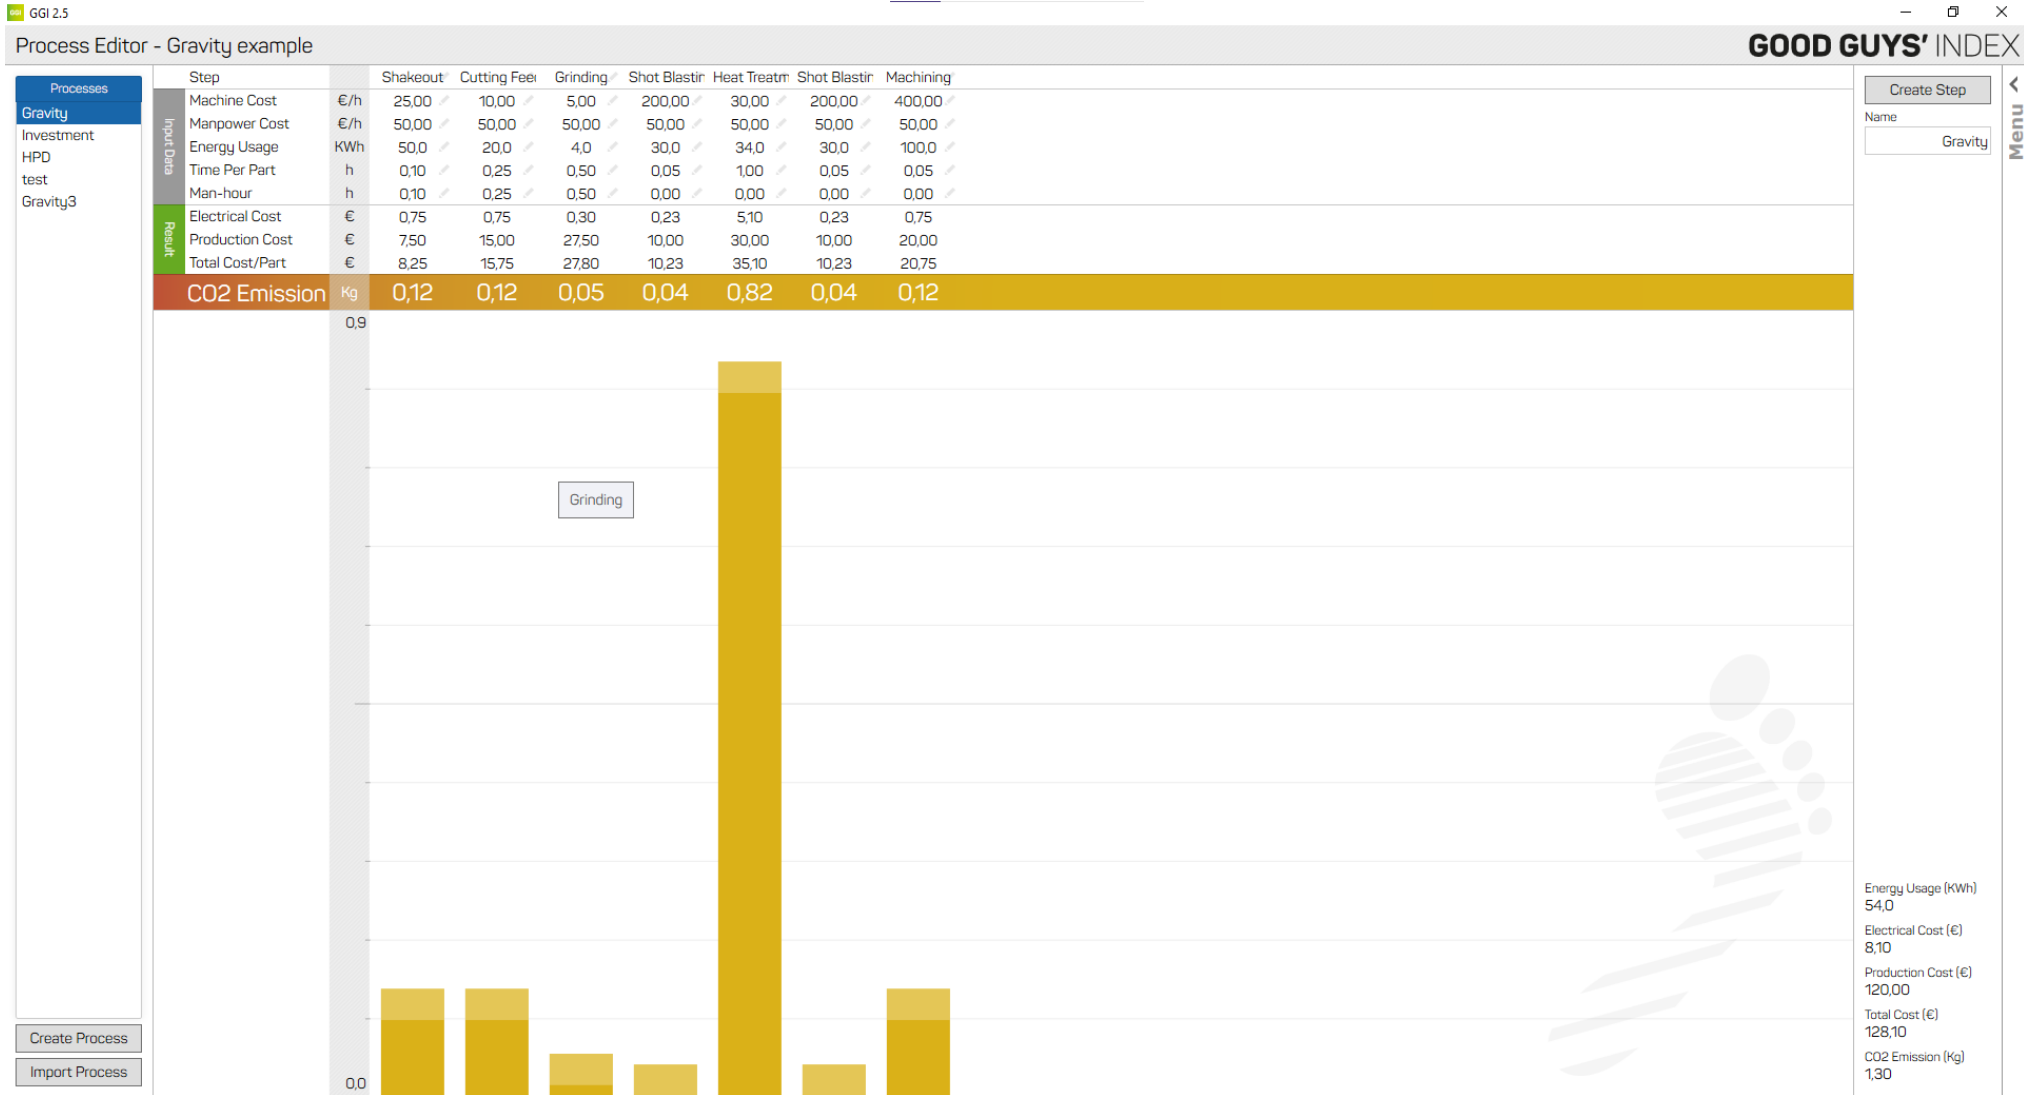 GGI 2.5
Process Editor - Gravity example
GOOD GUYS' INDEX
Processes
Gravity
Investment
HPD
test
Gravity3
Create Process
Import Process
Step Shakeout Cutting Fee Grinding Shot Blastin Heat Treatm Shot Blastin Machining
Input Data
Machine Cost €/h 25,00 10,00 5,00 200,00 30,00 200,00 400,00
Manpower Cost €/h 50,00 50,00 50,00 50,00 50,00 50,00 50,00
Energy Usage KWh 50,0 20,0 4,0 30,0 34,0 30,0 100,0
Time Per Part h 0,10 0,25 0,50 0,05 1,00 0,05 0,05
Man-hour h 0,10 0,25 0,50 0,00 0,00 0,00 0,00
Result
Electrical Cost € 0,75 0,75 0,30 0,23 5,10 0,23 0,75
Production Cost € 7,50 15,00 27,50 10,00 30,00 10,00 20,00
Total Cost/Part € 8,25 15,75 27,80 10,23 35,10 10,23 20,75
CO2 Emission Kg 0,12 0,12 0,05 0,04 0,82 0,04 0,12
0,9
Grinding
0,0
Create Step
Name
Gravity
Menu
Energy Usage (KWh)
54,0
Electrical Cost (€)
8,10
Production Cost (€)
120,00
Total Cost (€)
128,10
CO2 Emission (Kg)
1,30